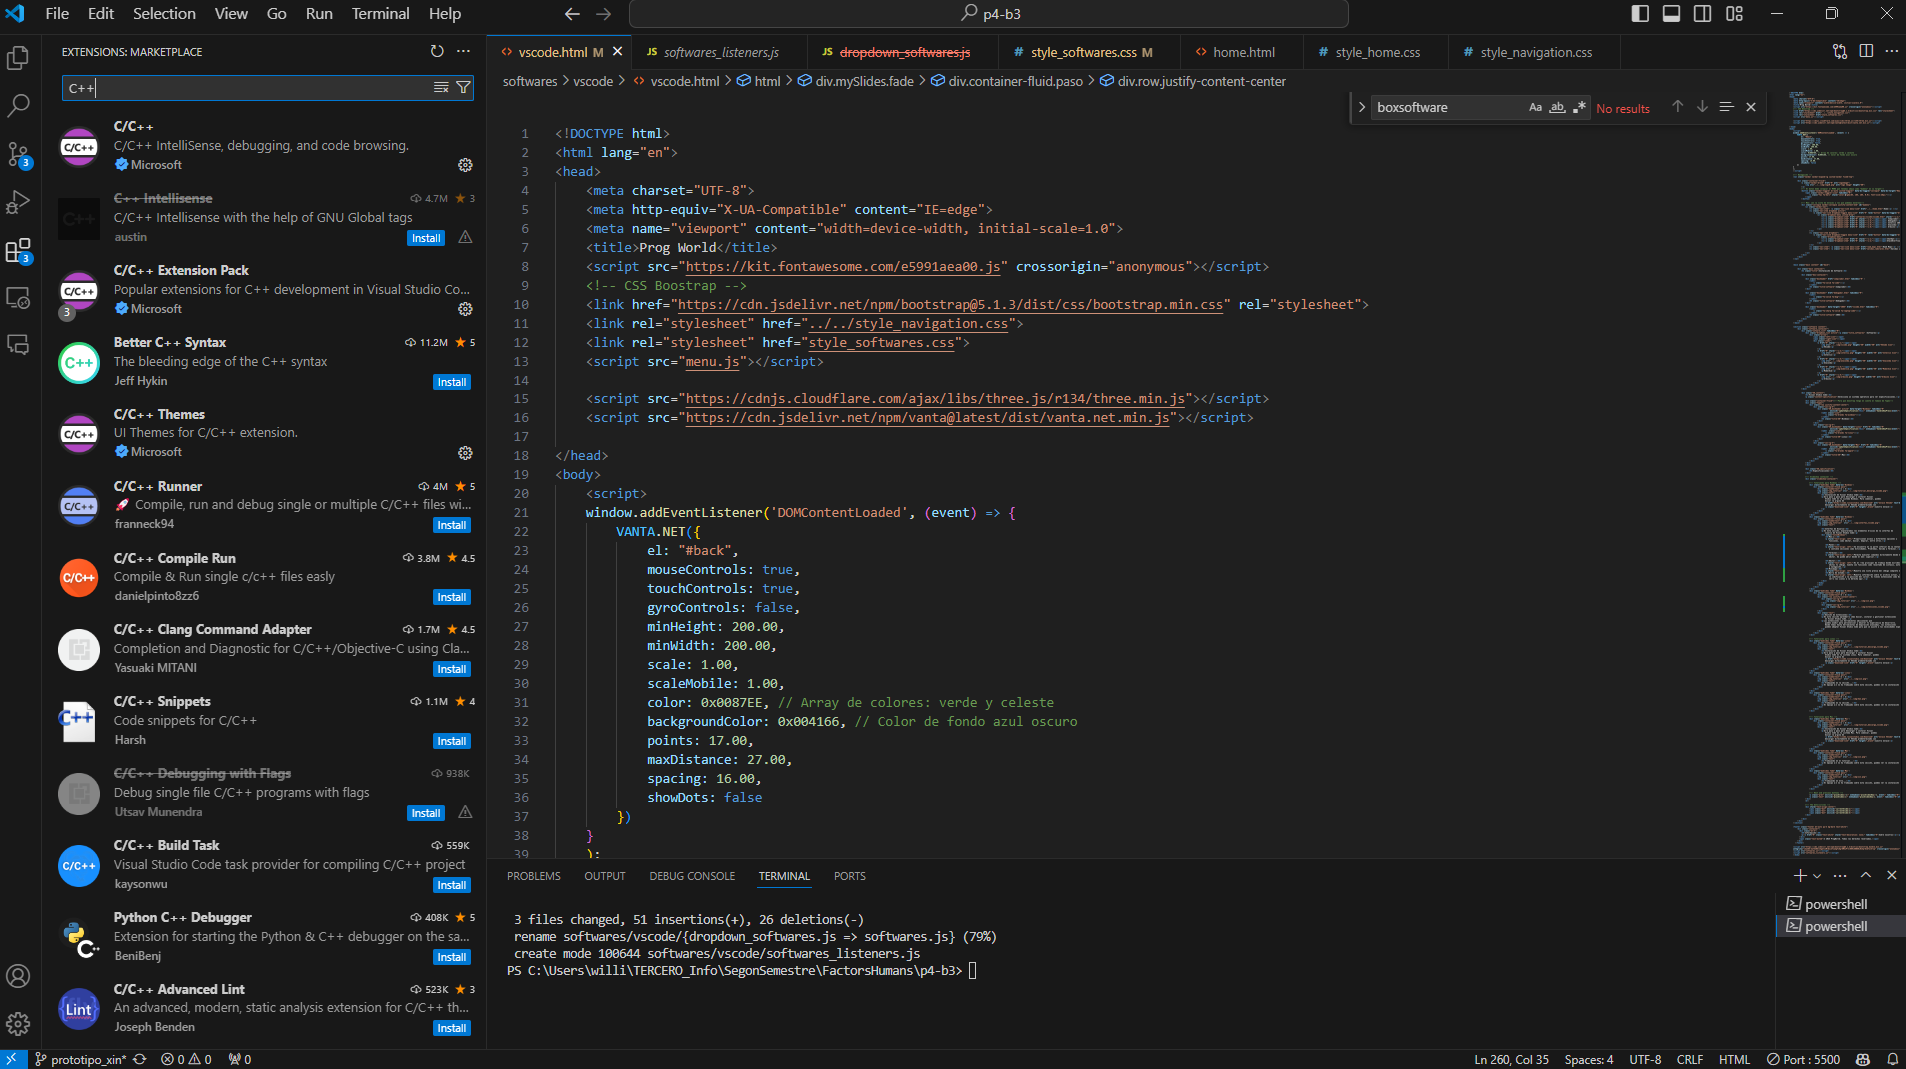 File Edit Selection View Go Run Terminal Help
p4-b3
EXTENSIONS: MARKETPLACE
C++
C/C++
C/C++ IntelliSense, debugging, and code browsing.
Microsoft
C++ Intellisense 4.7M 3
C/C++ Intellisense with the help of GNU Global tags
austin Install
C/C++ Extension Pack
Popular extensions for C++ development in Visual Studio Co...
Microsoft
3
Better C++ Syntax 11.2M 5
The bleeding edge of the C++ syntax
Jeff Hykin Install
C/C++ Themes
UI Themes for C/C++ extension.
Microsoft
C/C++ Runner 4M 5
🚀 Compile, run and debug single or multiple C/C++ files wi...
franneck94 Install
C/C++ Compile Run 3.8M 4.5
Compile & Run single c/c++ files easly
danielpinto8zz6 Install
C/C++ Clang Command Adapter 1.7M 4.5
Completion and Diagnostic for C/C++/Objective-C using Cla...
Yasuaki MITANI Install
C/C++ Snippets 1.1M 4
Code snippets for C/C++
Harsh Install
C/C++ Debugging with Flags 938K
Debug single file C/C++ programs with flags
Utsav Munendra Install
C/C++ Build Task 559K
Visual Studio Code task provider for compiling C/C++ project
kaysonwu Install
Python C++ Debugger 408K 5
Extension for starting the Python & C++ debugger on the sa...
BeniBenj Install
C/C++ Advanced Lint 523K 3
An advanced, modern, static analysis extension for C/C++ th...
Joseph Benden Install
vscode.html M softwares_listeners.js dropdown_softwares.js style_softwares.css M home.html style_home.css style_navigation.css
softwares > vscode > vscode.html > html > div.mySlides.fade > div.container-fluid.paso > div.row.justify-content-center
boxsoftware Aa ab .* No results
1 <!DOCTYPE html>
2 <html lang="en">
3 <head>
4 <meta charset="UTF-8">
5 <meta http-equiv="X-UA-Compatible" content="IE=edge">
6 <meta name="viewport" content="width=device-width, initial-scale=1.0">
7 <title>Prog World</title>
8 <script src="https://kit.fontawesome.com/e5991aea00.js" crossorigin="anonymous"></script>
9 <!-- CSS Boostrap -->
10 <link href="https://cdn.jsdelivr.net/npm/bootstrap@5.1.3/dist/css/bootstrap.min.css" rel="stylesheet">
11 <link rel="stylesheet" href="../../style_navigation.css">
12 <link rel="stylesheet" href="style_softwares.css">
13 <script src="menu.js"></script>
14
15 <script src="https://cdnjs.cloudflare.com/ajax/libs/three.js/r134/three.min.js"></script>
16 <script src="https://cdn.jsdelivr.net/npm/vanta@latest/dist/vanta.net.min.js"></script>
17
18 </head>
19 <body>
20 <script>
21 window.addEventListener('DOMContentLoaded', (event) => {
22 VANTA.NET({
23 el: "#back",
24 mouseControls: true,
25 touchControls: true,
26 gyroControls: false,
27 minHeight: 200.00,
28 minWidth: 200.00,
29 scale: 1.00,
30 scaleMobile: 1.00,
31 color: 0x0087EE, // Array de colores: verde y celeste
32 backgroundColor: 0x004166, // Color de fondo azul oscuro
33 points: 17.00,
34 maxDistance: 27.00,
35 spacing: 16.00,
36 showDots: false
37 })
38 }
39 );
PROBLEMS OUTPUT DEBUG CONSOLE TERMINAL PORTS
3 files changed, 51 insertions(+), 26 deletions(-)
rename softwares/vscode/{dropdown_softwares.js => softwares.js} (79%)
create mode 100644 softwares/vscode/softwares_listeners.js
PS C:\Users\willi\TERCERO_Info\SegonSemestre\FactorsHumans\p4-b3>
powershell
powershell
prototipo_xin* 0 0 0
Ln 260, Col 35 Spaces: 4 UTF-8 CRLF HTML Port : 5500